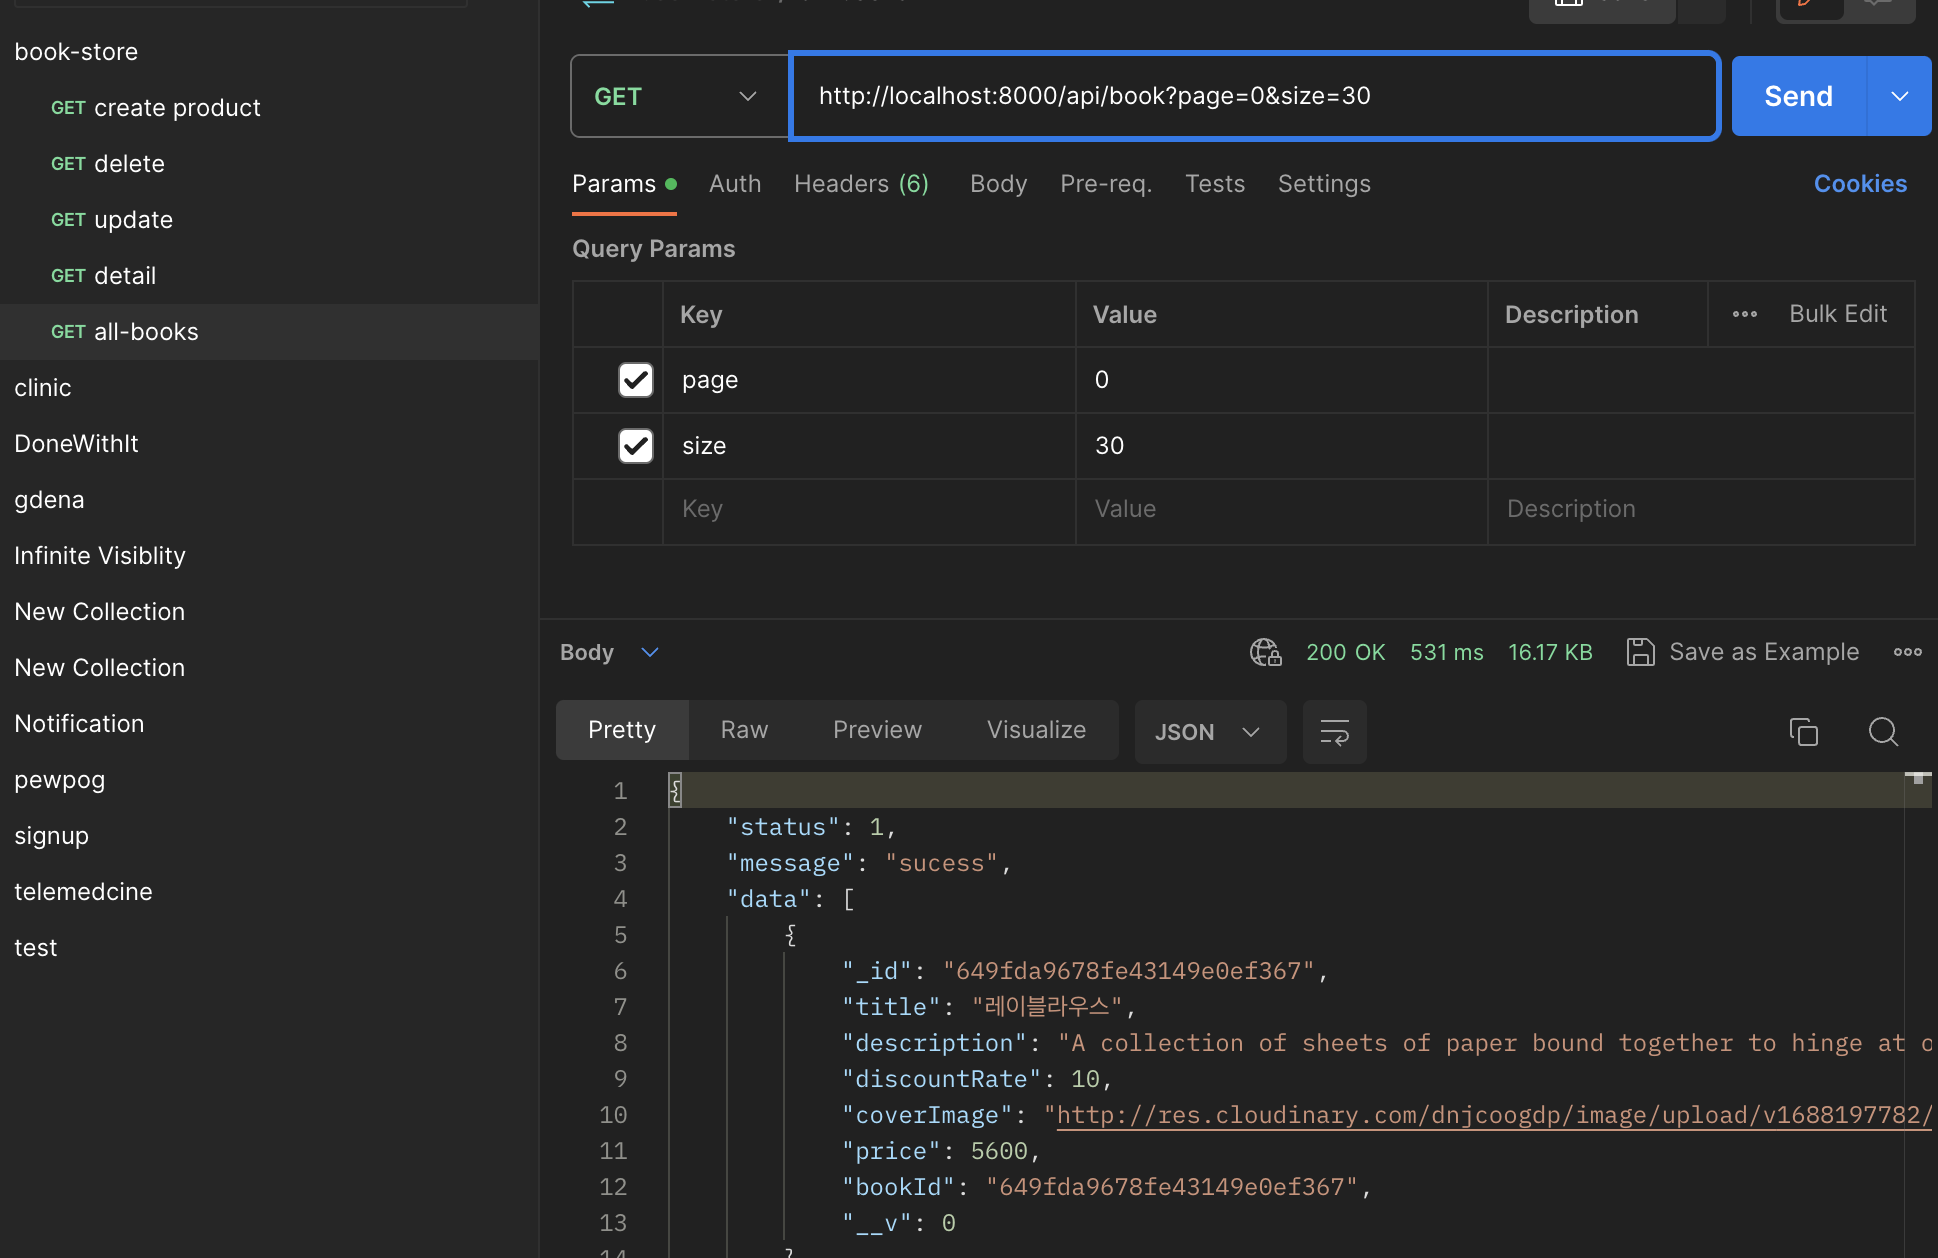 book-store
GET create product
GET delete
GET update
GET detail
GET all-books
clinic
DoneWithIt
gdena
Infinite Visiblity
New Collection
New Collection
Notification
pewpog
signup
telemedcine
test
GET
http://localhost:8000/api/book?page=0&size=30
Send
Params
Auth
Headers (6)
Body
Pre-req.
Tests
Settings
Cookies
Query Params
Key Value Description Bulk Edit
page 0
size 30
Key Value Description
Body
200 OK 531 ms 16.17 KB Save as Example
Pretty Raw Preview Visualize JSON
1 {
2 "status": 1,
3 "message": "sucess",
4 "data": [
5 {
6 "_id": "649fda9678fe43149e0ef367",
7 "title": "레이블라우스",
8 "description": "A collection of sheets of paper bound together to hinge at o
9 "discountRate": 10,
10 "coverImage": "http://res.cloudinary.com/dnjcoogdp/image/upload/v1688197782/
11 "price": 5600,
12 "bookId": "649fda9678fe43149e0ef367",
13 "__v": 0
14 }